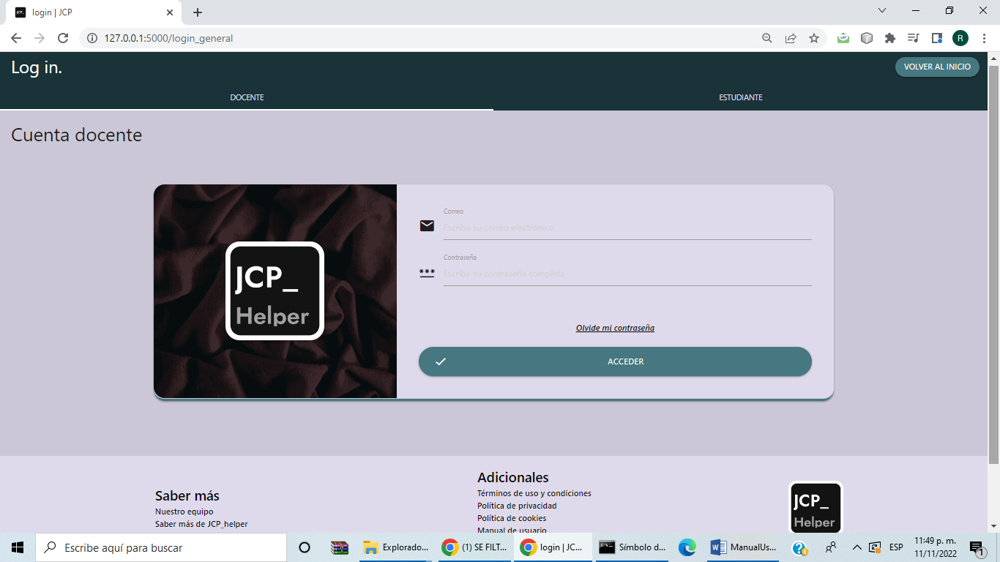 JCP_
login | JCP
127.0.0.1:5000/login_general
R
Log in.
VOLVER AL INICIO
DOCENTE
ESTUDIANTE
Cuenta docente
JCP_
Helper
Correo
Escriba su correo electrónico
Contraseña
Escriba su contraseña completa
***
Olvide mi contraseña
ACCEDER
Saber más
Nuestro equipo
Saber más de JCP_helper
Adicionales
Términos de uso y condiciones
Política de privacidad
Política de cookies
Manual de usuario
JCP_
Helper
Escribe aquí para buscar
Explorado...
(1) SE FILT...
login | JC...
Símbolo d...
ManualUs...
ESP
11:49 p. m.
11/11/2022
1